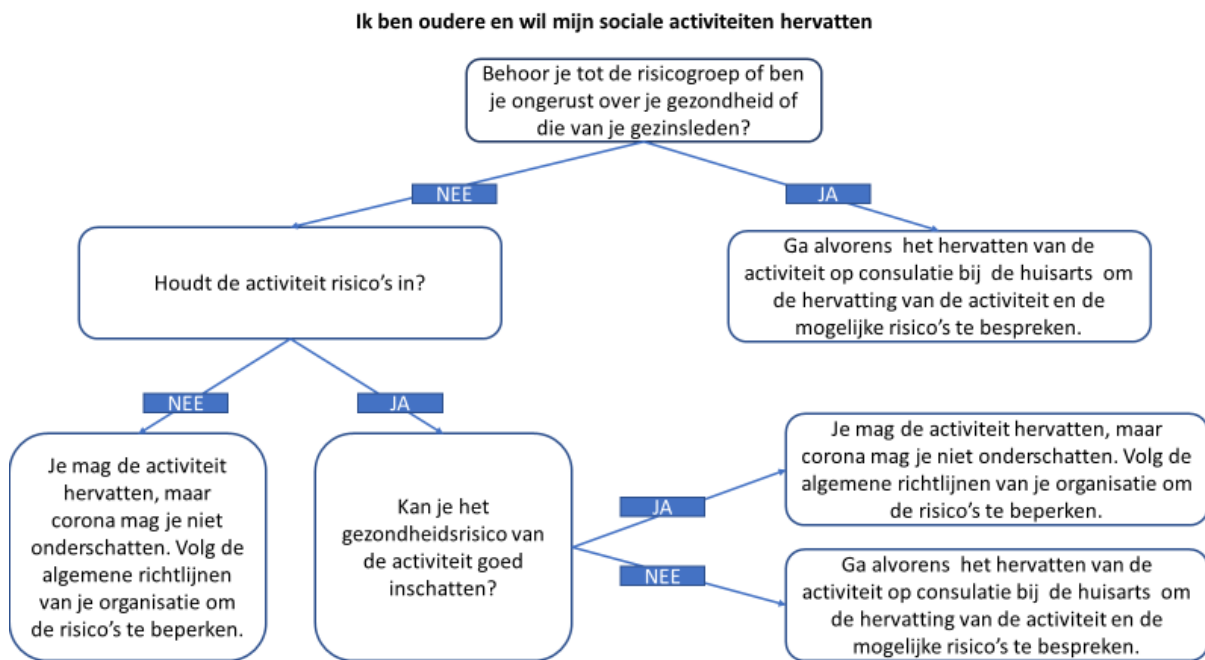 Ik ben oudere en wil mijn sociale activiteiten hervatten
Behoor je tot de risicogroep of ben
je ongerust over je gezondheid of
die van je gezinsleden?
NEE
JA
Houdt de activiteit risico's in?
Ga alvorens  het hervatten van de
activiteit op consulatie bij  de huisarts  om
de hervatting van de activiteit en de
mogelijke risico's te bespreken.
NEE
JA
Je mag de activiteit
hervatten, maar
corona mag je niet
onderschatten. Volg de
algemene richtlijnen
van je organisatie om
de risico's te beperken.
Kan je het
gezondheidsrisico van
de activiteit goed
inschatten?
JA
Je mag de activiteit hervatten, maar
corona mag je niet onderschatten. Volg de
algemene richtlijnen van je organisatie om
de risico's te beperken.
NEE
Ga alvorens  het hervatten van de
activiteit op consulatie bij  de huisarts  om
de hervatting van de activiteit en de
mogelijke risico's te bespreken.